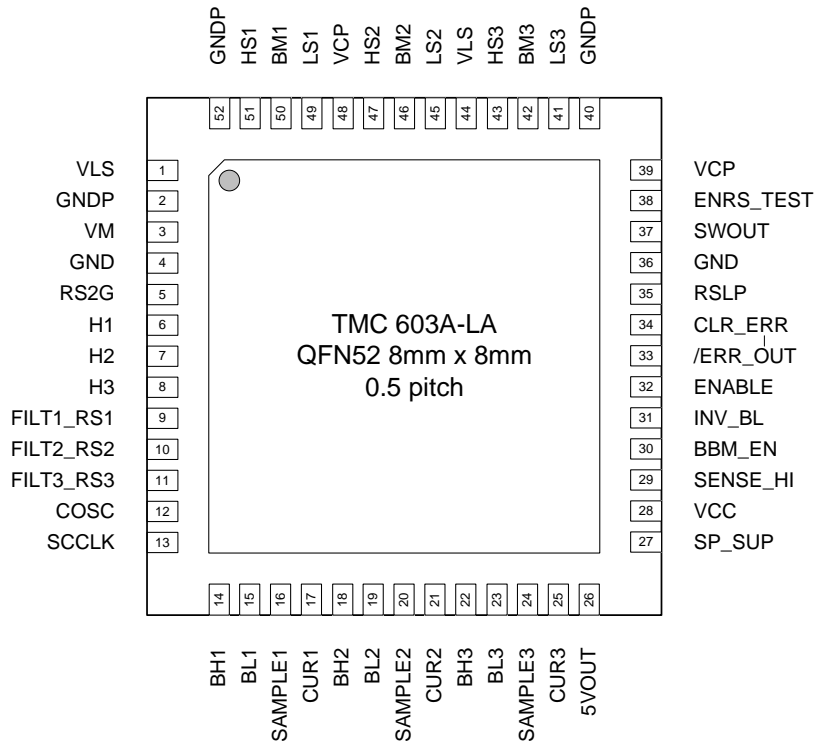 GNDP
HS1
BM1
LS1
VCP
HS2
BM2
LS2
VLS
HS3
BM3
LS3
GNDP
52
51
50
49
48
47
46
45
44
43
42
41
40
VLS 1
GNDP 2
VM 3
GND 4
RS2G 5
H1 6
H2 7
H3 8
FILT1_RS1 9
FILT2_RS2 10
FILT3_RS3 11
COSC 12
SCCLK 13
TMC 603A-LA
QFN52 8mm x 8mm
0.5 pitch
39 VCP
38 ENRS_TEST
37 SWOUT
36 GND
35 RSLP
34 CLR_ERR
33 /ERR_OUT
32 ENABLE
31 INV_BL
30 BBM_EN
29 SENSE_HI
28 VCC
27 SP_SUP
14
15
16
17
18
19
20
21
22
23
24
25
26
BH1
BL1
SAMPLE1
CUR1
BH2
BL2
SAMPLE2
CUR2
BH3
BL3
SAMPLE3
CUR3
5VOUT